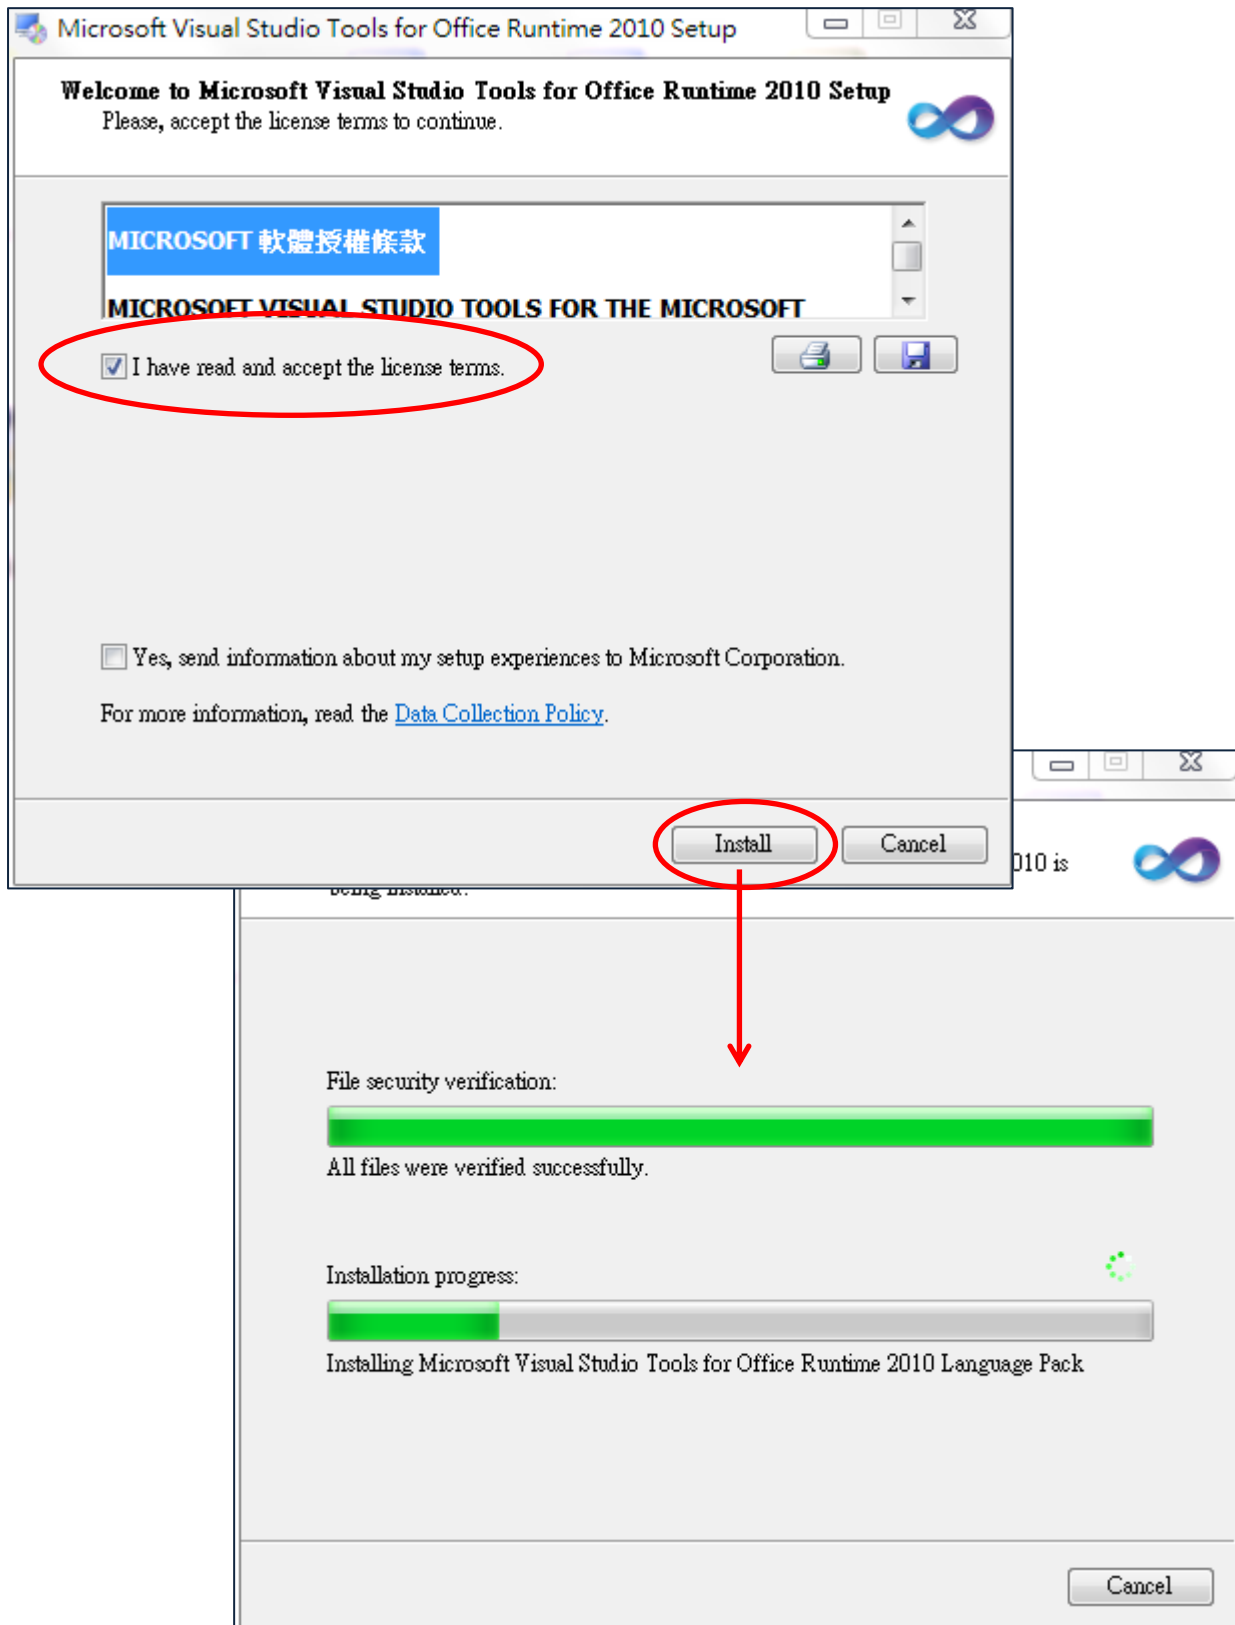 Microsoft Visual Studio Tools for Office Runtime 2010 Setup
Welcome to Microsoft Visual Studio Tools for Office Runtime 2010 Setup
Please, accept the license terms to continue.
MICROSOFT 軟體授權條款
MICROSOFT VISUAL STUDIO TOOLS FOR THE MICROSOFT
I have read and accept the license terms.
Yes, send information about my setup experiences to Microsoft Corporation.
For more information, read the Data Collection Policy.
Install Cancel
010 is
being installed.
File security verification:
All files were verified successfully.
Installation progress:
Installing Microsoft Visual Studio Tools for Office Runtime 2010 Language Pack
Cancel